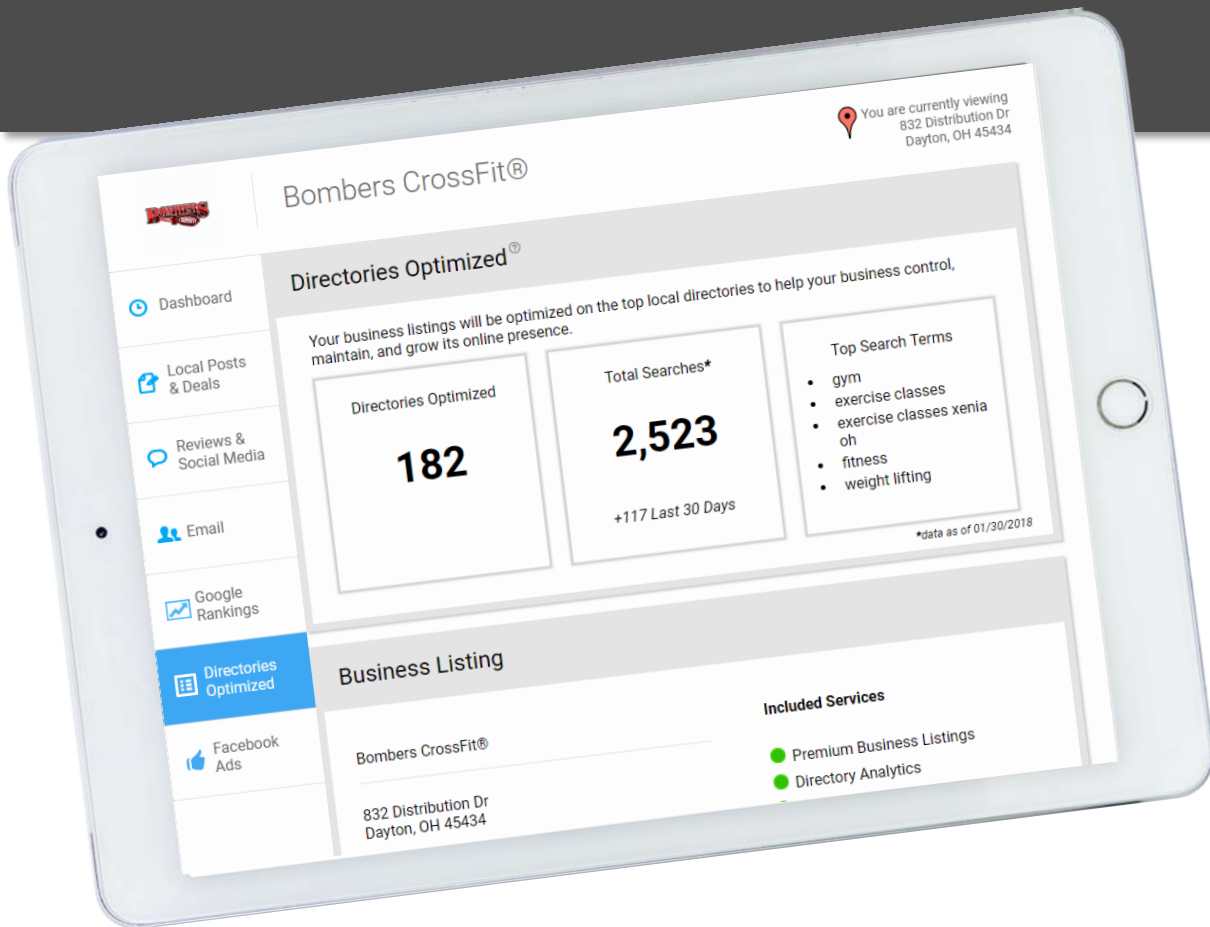 You are currently viewing
832 Distribution Dr
Dayton, OH 45434
BOMBERS
Bombers CrossFit®
Dashboard
Local Posts
& Deals
Reviews &
Social Media
Email
Google
Rankings
Directories
Optimized
Facebook
Ads
Directories Optimized?
Your business listings will be optimized on the top local directories to help your business control,
maintain, and grow its online presence.
Directories Optimized
182
Total Searches*
2,523
+117 Last 30 Days
Top Search Terms
• gym
• exercise classes
• exercise classes xenia
oh
• fitness
• weight lifting
*data as of 01/30/2018
Business Listing
Bombers CrossFit®
832 Distribution Dr
Dayton, OH 45434
Included Services
Premium Business Listings
Directory Analytics